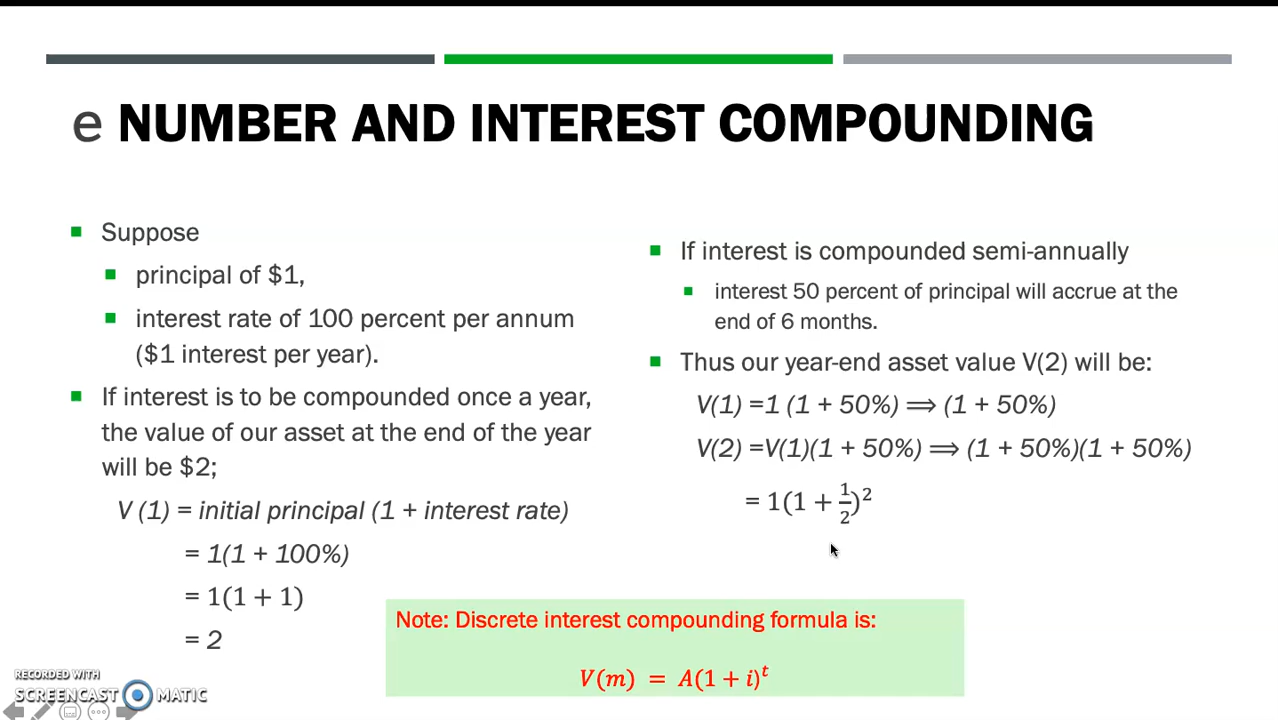 e NUMBER AND INTEREST COMPOUNDING
Suppose
principal of $1,
interest rate of 100 percent per annum
($1 interest per year).
If interest is to be compounded once a year,
the value of our asset at the end of the year
will be $2;
V (1) = initial principal (1 + interest rate)
= 1(1 + 100%)
= 1(1 + 1)
= 2
If interest is compounded semi-annually
interest 50 percent of principal will accrue at the
end of 6 months.
Thus our year-end asset value V(2) will be:
V(1) =1 (1 + 50%) ⟹ (1 + 50%)
V(2) =V(1)(1 + 50%) ⟹ (1 + 50%)(1 + 50%)
= 1(1 + 1/2)²
Note: Discrete interest compounding formula is:
V(m) = A(1 + i)ᵗ
RECORDED WITH
SCREENCAST MATIC